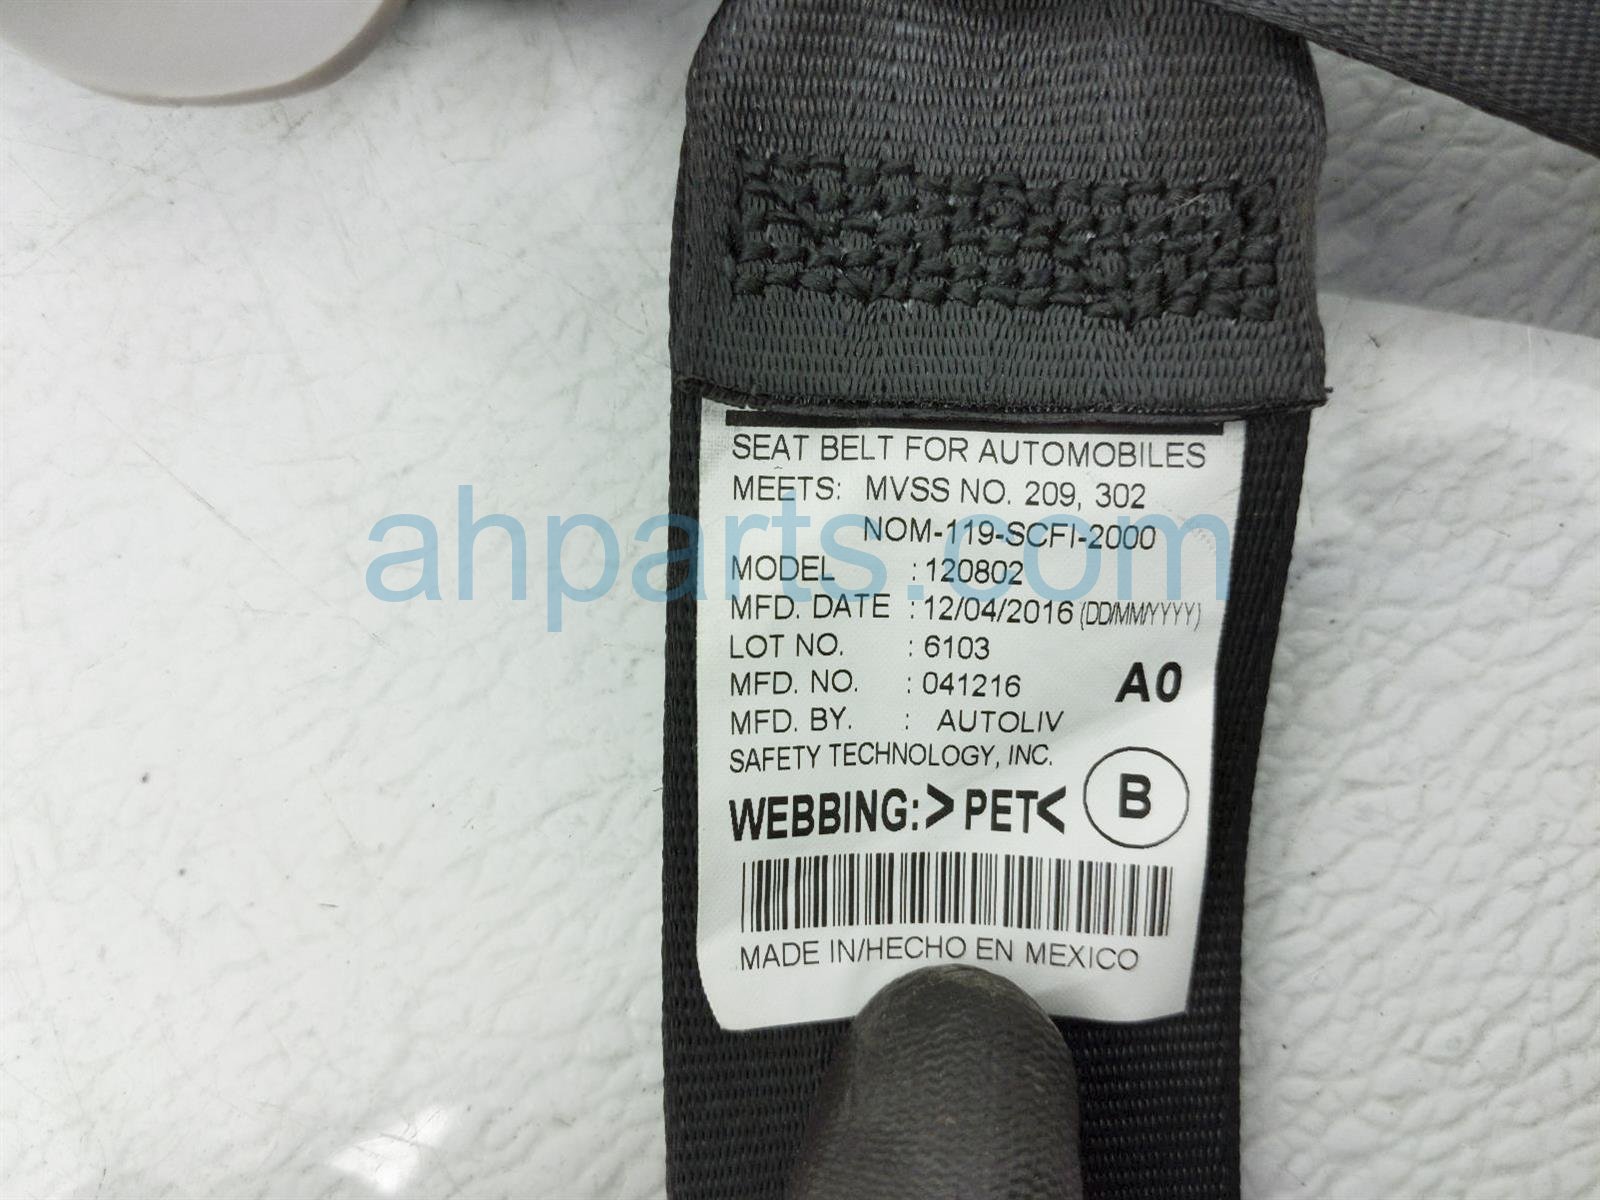 SEAT BELT FOR AUTOMOBILES
MEETS: MVSS NO. 209, 302
NOM-119-SCFI-2000
MODEL : 120802
MFD. DATE : 12/04/2016 (DD/MM/YYYY)
LOT NO. : 6103
MFD. NO. : 041216
A0
MFD. BY. : AUTOLIV
SAFETY TECHNOLOGY, INC.
WEBBING: >PET<
B
MADE IN/HECHO EN MEXICO
ahparts.com